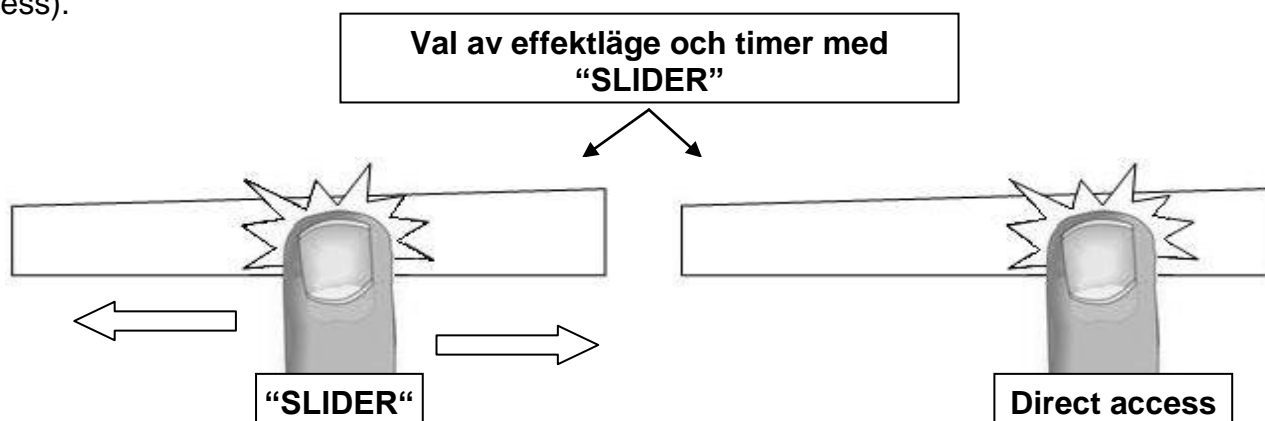 ess).
Val av effektläge och timer med
“SLIDER”
“SLIDER“
Direct access